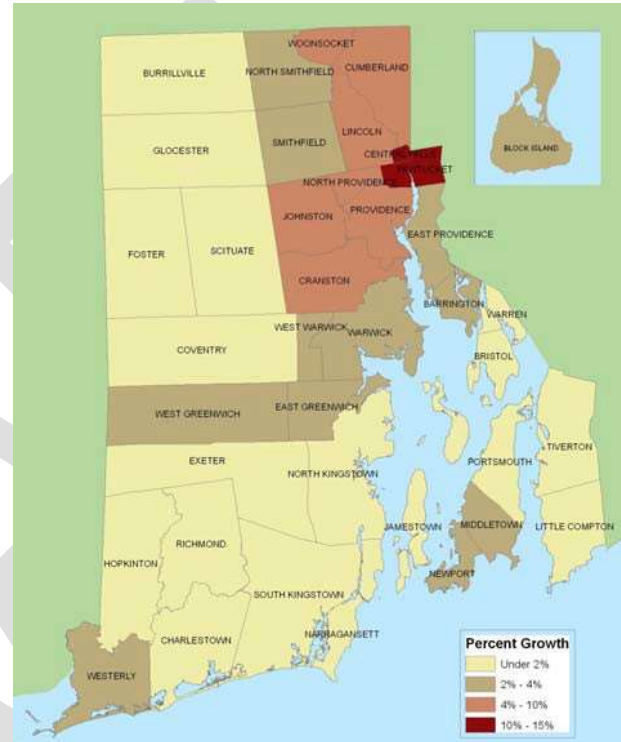 WOONSOCKET
BURRILLVILLE
NORTH SMITHFIELD
CUMBERLAND
GLOCESTER
SMITHFIELD
LINCOLN
CENTRAL FALLS
PAWTUCKET
NORTH PROVIDENCE
FOSTER
SCITUATE
JOHNSTON
PROVIDENCE
EAST PROVIDENCE
CRANSTON
BARRINGTON
WARREN
COVENTRY
WEST WARWICK
WARWICK
BRISTOL
WEST GREENWICH
EAST GREENWICH
TIVERTON
EXETER
NORTH KINGSTOWN
PORTSMOUTH
JAMESTOWN
MIDDLETOWN
LITTLE COMPTON
HOPKINTON
RICHMOND
NEWPORT
SOUTH KINGSTOWN
CHARLESTOWN
NARRAGANSETT
WESTERLY
BLOCK ISLAND
Percent Growth
Under 2%
2% - 4%
4% - 10%
10% - 15%